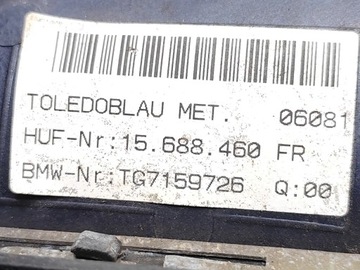 TOLEDOBLAU MET. 06081
HUF-Nr:15.688.460 FR
BMW-Nr:TG7159726 Q:00